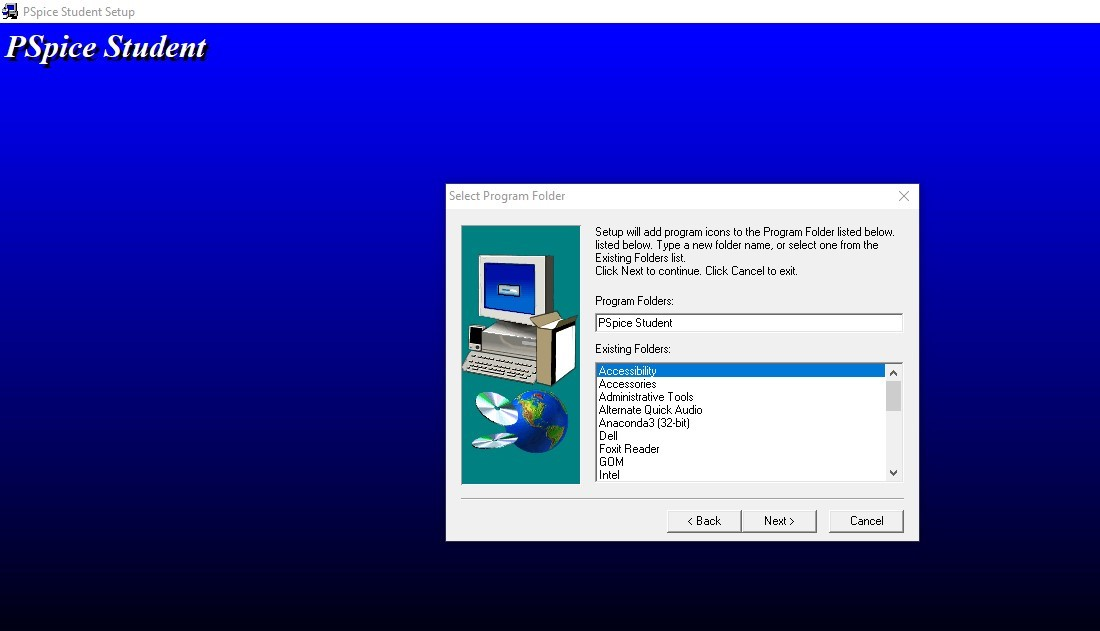 PSpice Student Setup
PSpice Student
Select Program Folder
Setup will add program icons to the Program Folder listed below.
listed below. Type a new folder name, or select one from the
Existing Folders list.
Click Next to continue. Click Cancel to exit.
Program Folders:
PSpice Student
Existing Folders:
Accessibility
Accessories
Administrative Tools
Alternate Quick Audio
Anaconda3 (32-bit)
Dell
Foxit Reader
GOM
Intel
< Back Next > Cancel